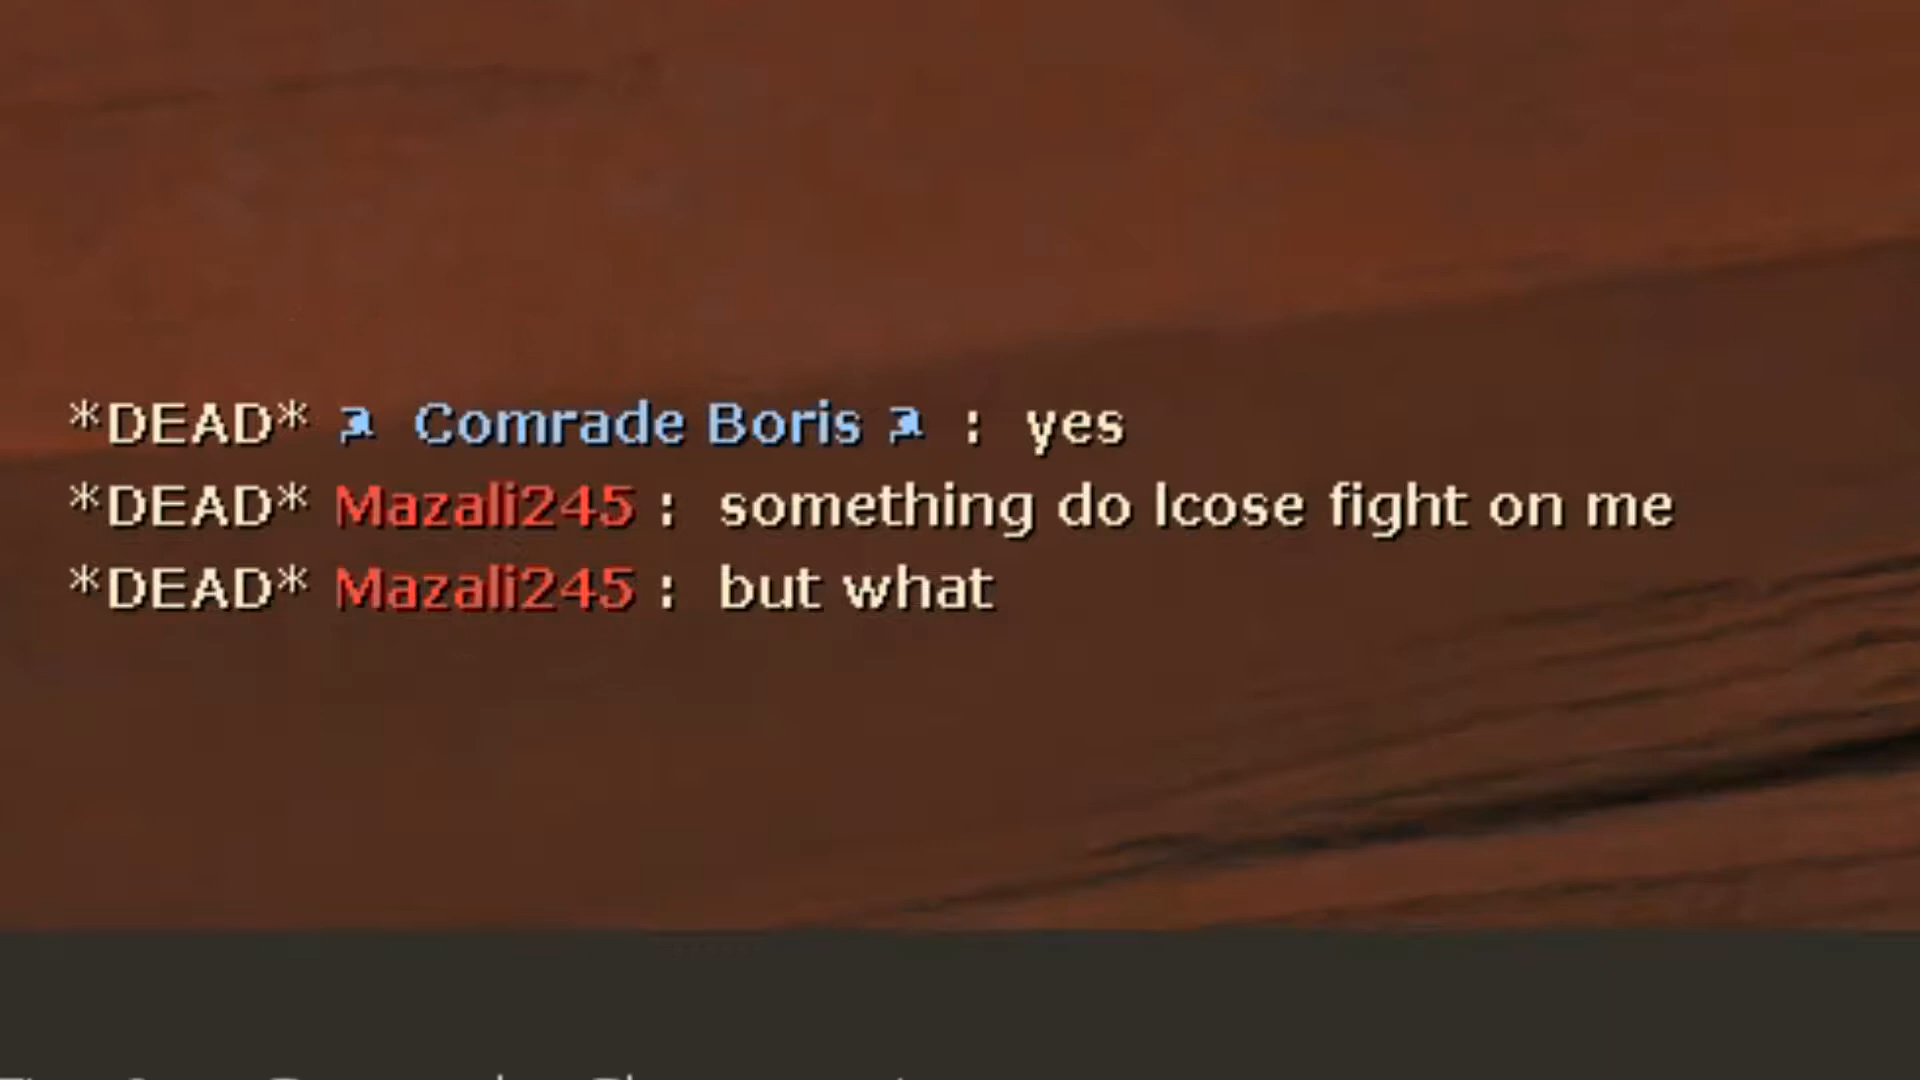 *DEAD* ☭ Comrade Boris ☭ : yes
*DEAD* Mazali245 : something do lcose fight on me
*DEAD* Mazali245 : but what